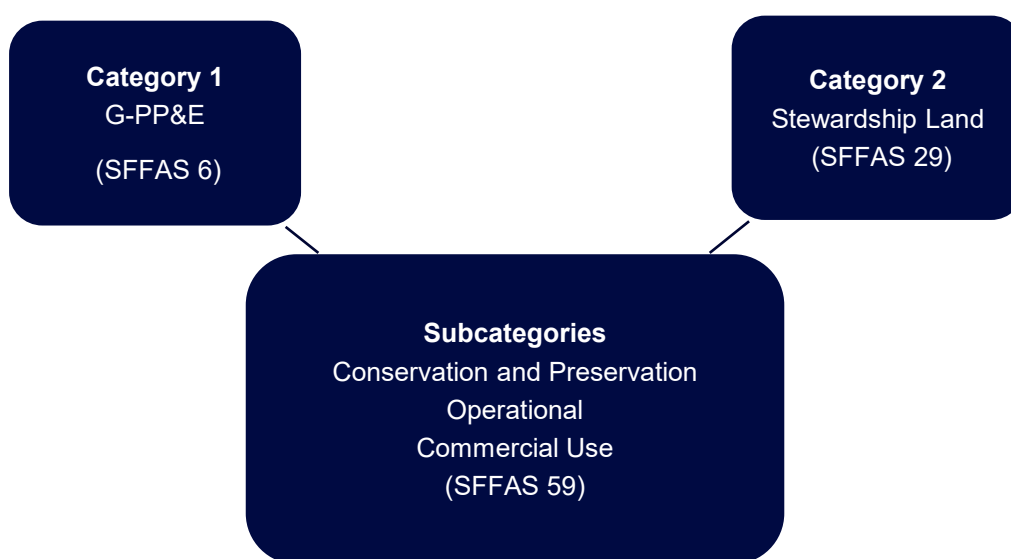 Category 1
G-PP&E
(SFFAS 6)
Category 2
Stewardship Land
(SFFAS 29)
Subcategories
Conservation and Preservation
Operational
Commercial Use
(SFFAS 59)